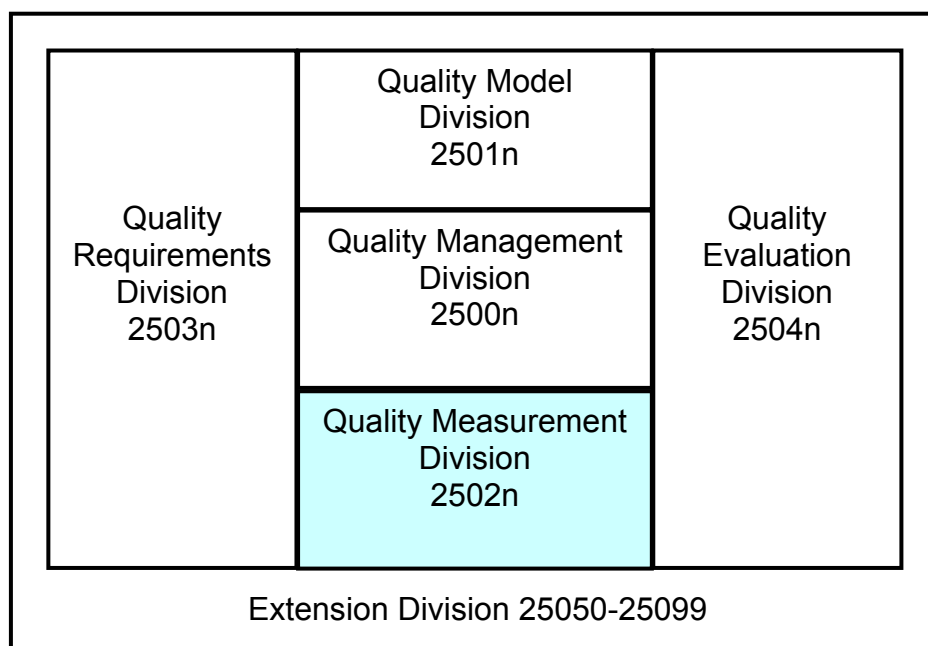 Quality
Requirements
Division
2503n
Quality Model
Division
2501n
Quality Management
Division
2500n
Quality Measurement
Division
2502n
Quality
Evaluation
Division
2504n
Extension Division 25050-25099